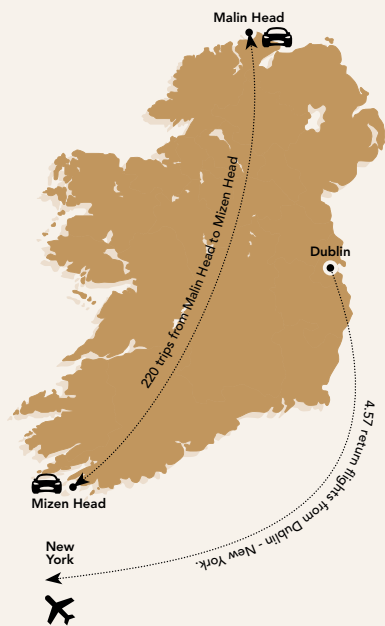 Malin Head
220 trips from Malin Head to Mizen Head
Dublin
4.57 return flights from Dublin - New York.
Mizen Head
New
York